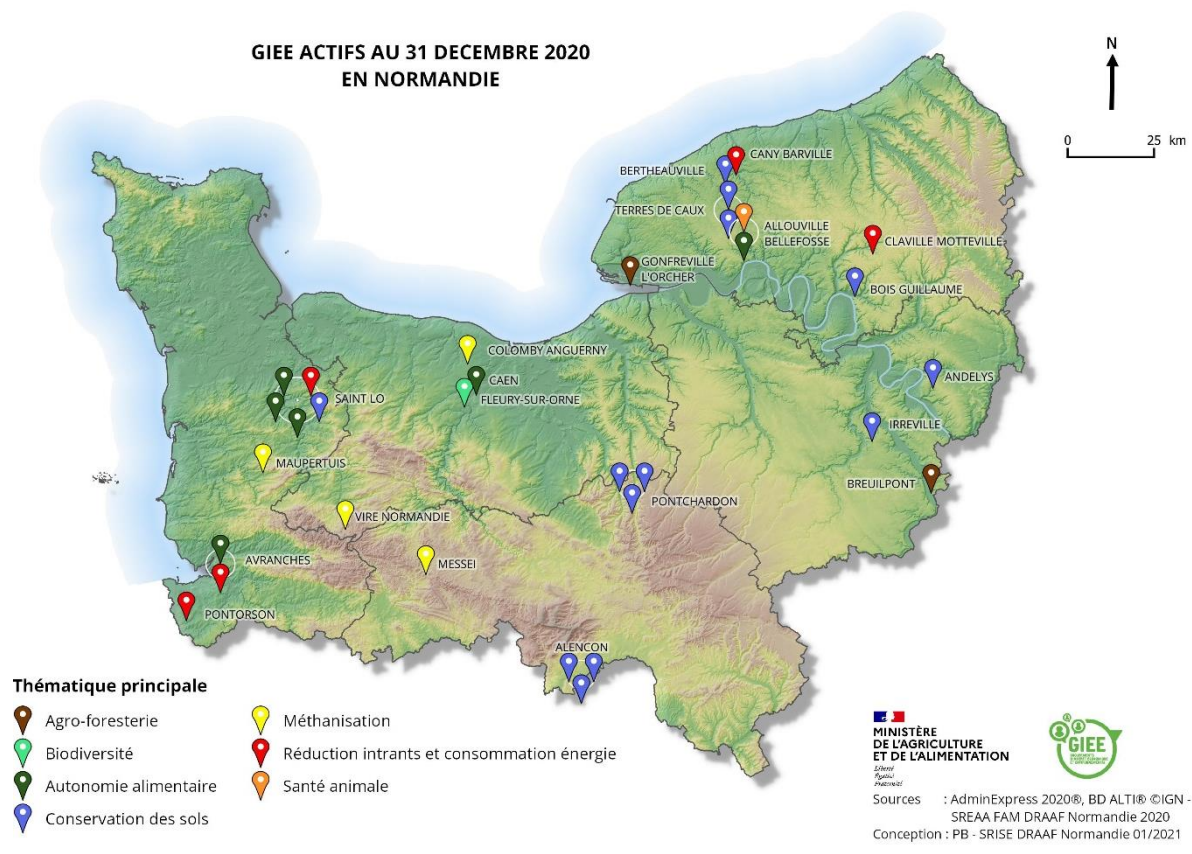 GIEE ACTIFS AU 31 DECEMBRE 2020
EN NORMANDIE
N
0 25 km
CANY BARVILLE
BERTHEAUVILLE
TERRES DE CAUX
ALLOUVILLE
BELLEFOSSE
CLAVILLE MOTTEVILLE
GONFREVILLE
L'ORCHER
BOIS GUILLAUME
COLOMBY ANGUERNY
CAEN
FLEURY-SUR-ORNE
ANDELYS
SAINT LO
IRREVILLE
MAUPERTUIS
BREUILPONT
PONTCHARDON
VIRE NORMANDIE
AVRANCHES
MESSEI
PONTORSON
ALENCON
Thématique principale
Agro-foresterie
Biodiversité
Autonomie alimentaire
Conservation des sols
Méthanisation
Réduction intrants et consommation énergie
Santé animale
MINISTÈRE
DE L'AGRICULTURE
ET DE L'ALIMENTATION
Liberté
Égalité
Fraternité
GIEE
Sources : AdminExpress 2020®, BD ALTI® ©IGN -
SREAA FAM DRAAF Normandie 2020
Conception : PB - SRISE DRAAF Normandie 01/2021